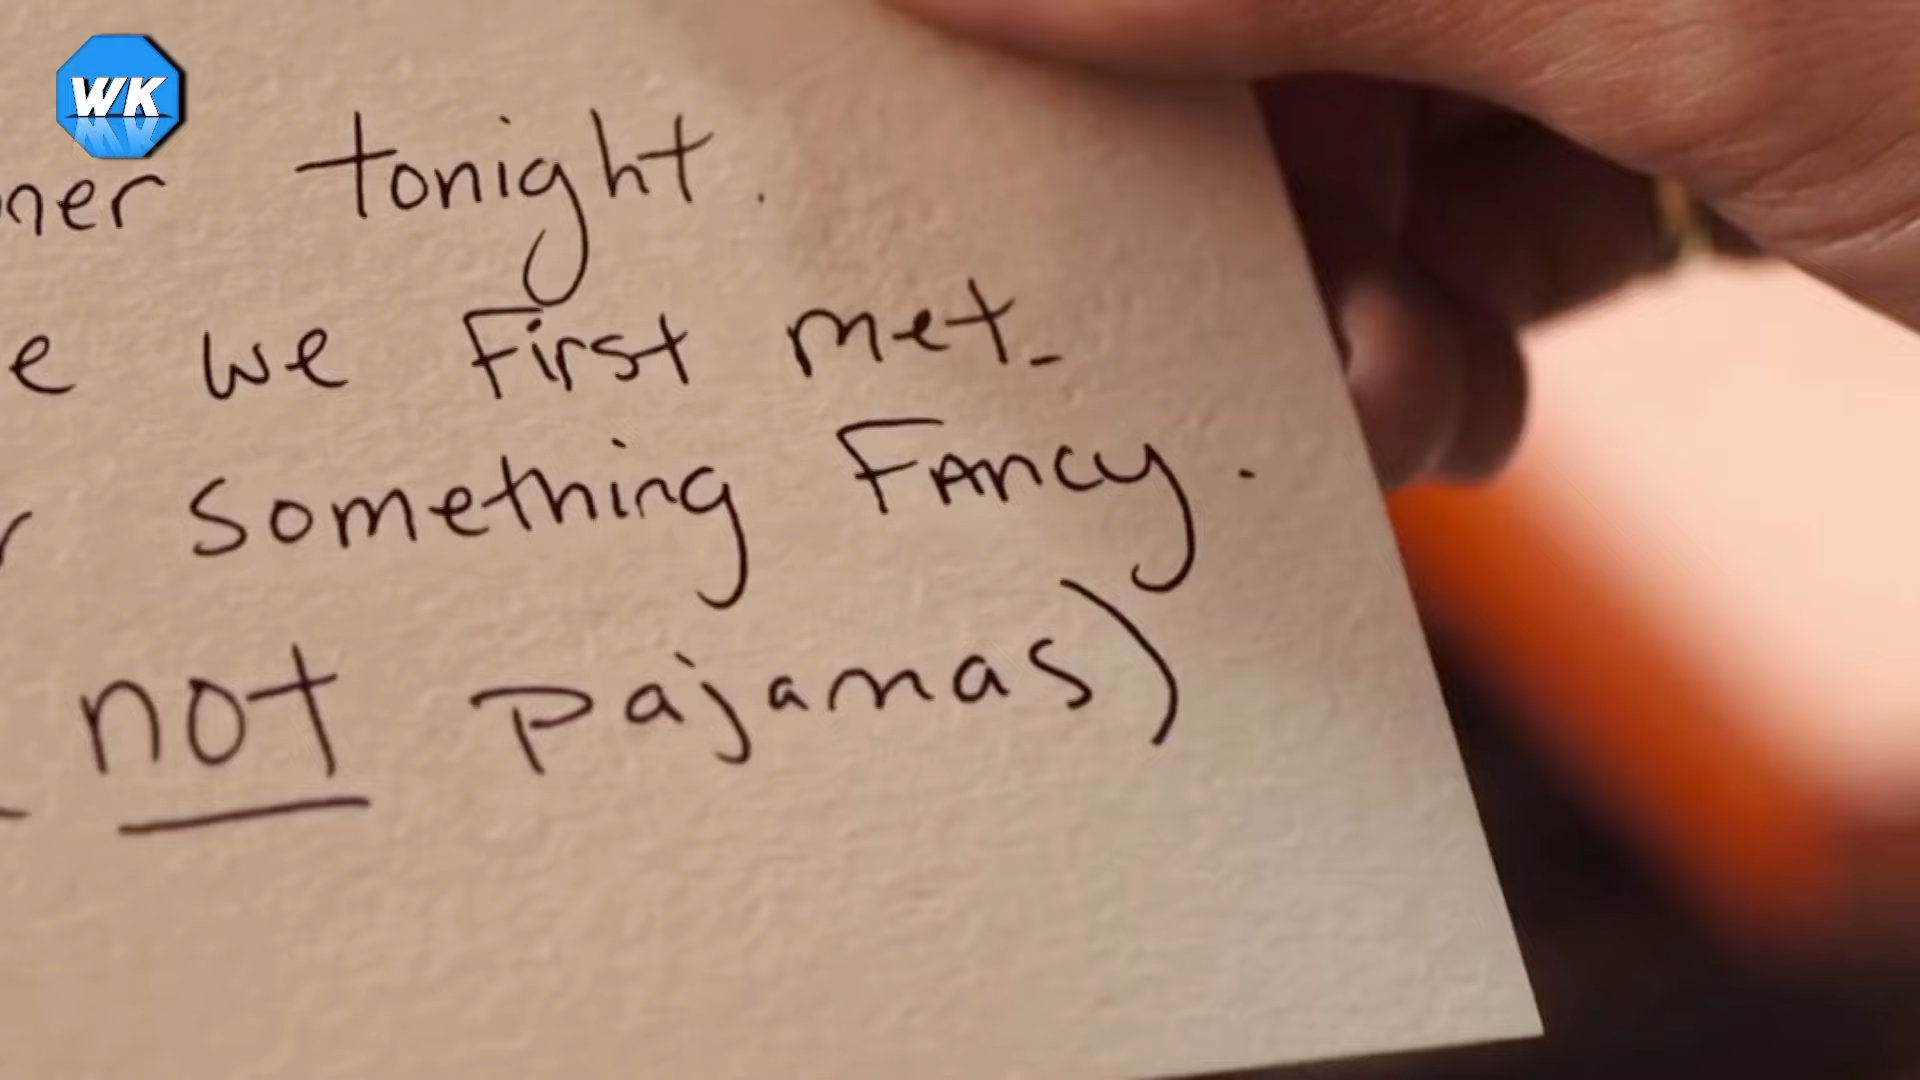 WK
ner tonight.
e we First met.
r something Fancy.
not pajamas)